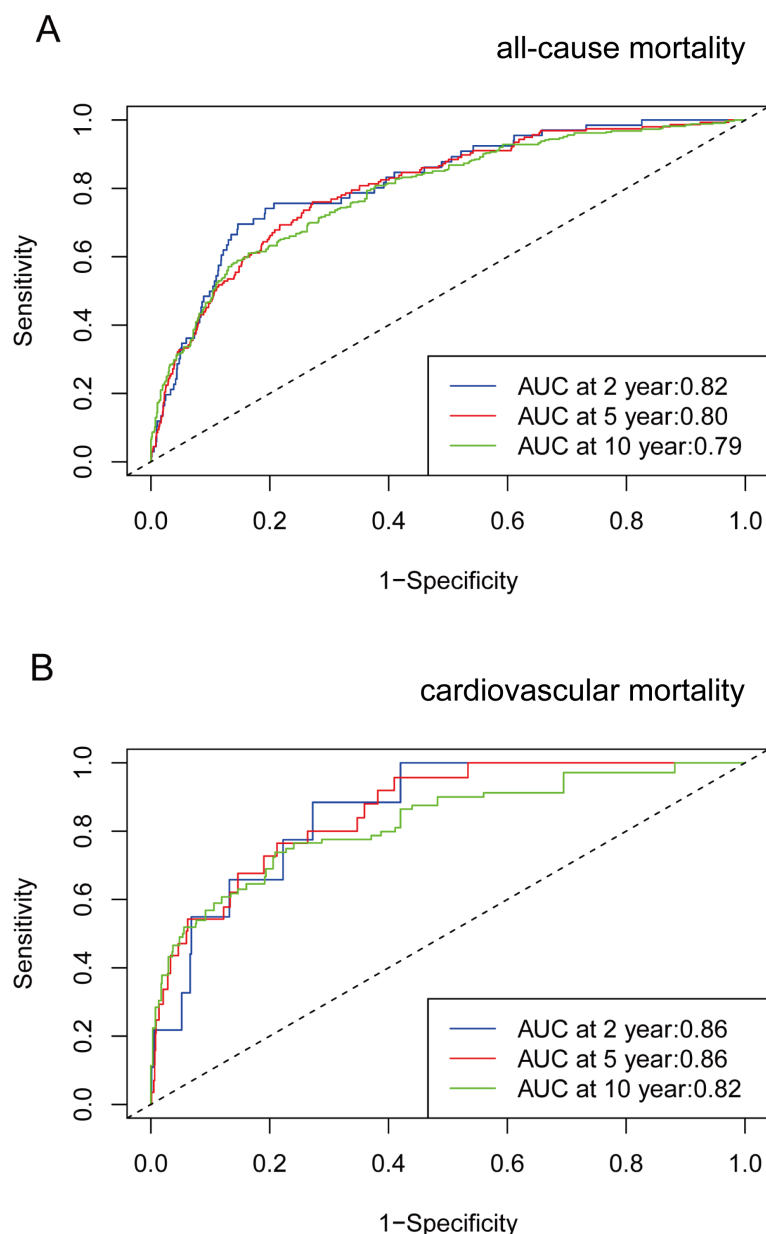 A
all-cause mortality
1.0
0.8
0.6
0.4
0.2
0.0
Sensitivity
AUC at 2 year:0.82
AUC at 5 year:0.80
AUC at 10 year:0.79
0.0 0.2 0.4 0.6 0.8 1.0
1−Specificity
B
cardiovascular mortality
1.0
0.8
0.6
0.4
0.2
0.0
Sensitivity
AUC at 2 year:0.86
AUC at 5 year:0.86
AUC at 10 year:0.82
0.0 0.2 0.4 0.6 0.8 1.0
1−Specificity